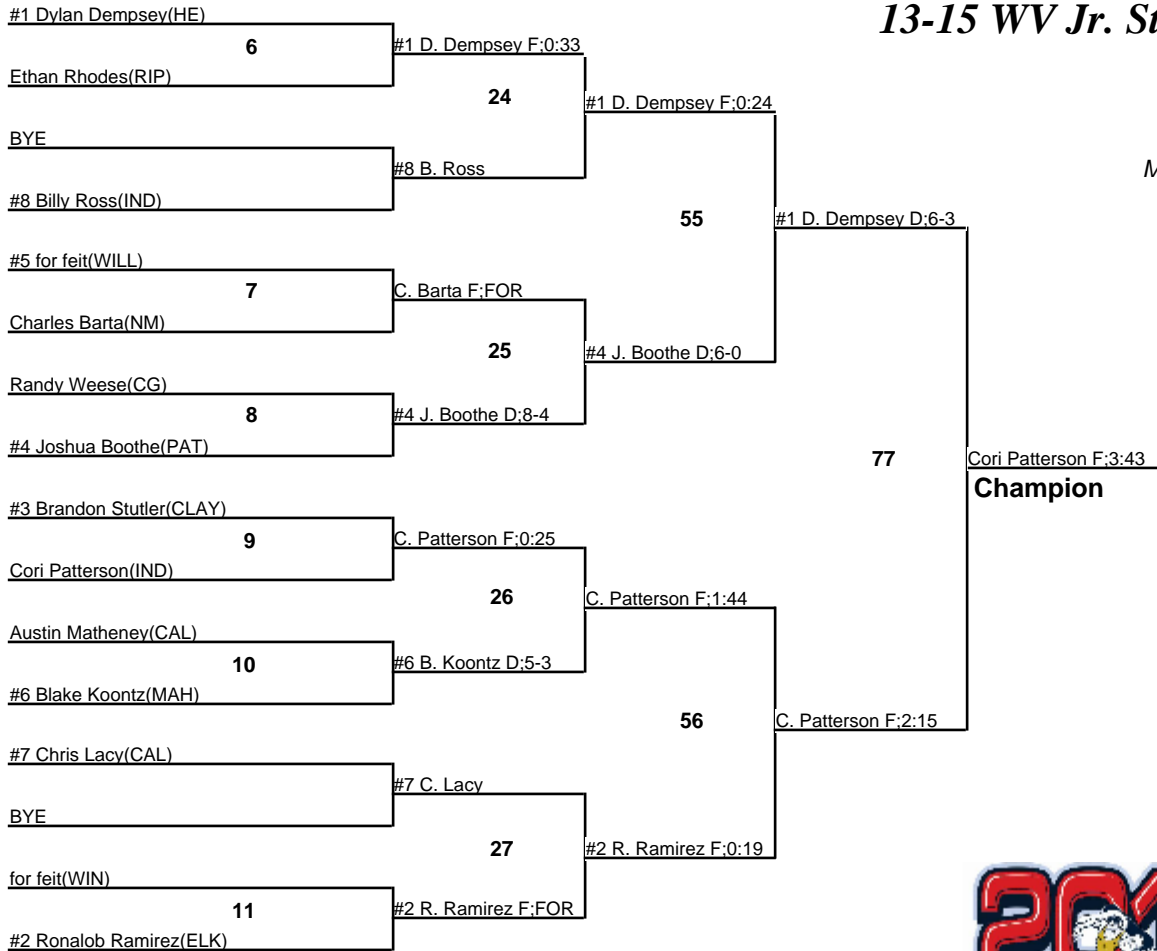 13-15 WV Jr. St
#1 Dylan Dempsey(HE)
6
#1 D. Dempsey F;0:33
Ethan Rhodes(RIP)
24
#1 D. Dempsey F;0:24
BYE
#8 B. Ross
M
#8 Billy Ross(IND)
55
#1 D. Dempsey D;6-3
#5 for feit(WILL)
7
C. Barta F;FOR
Charles Barta(NM)
25
#4 J. Boothe D;6-0
Randy Weese(CG)
8
#4 J. Boothe D;8-4
#4 Joshua Boothe(PAT)
77
Cori Patterson F;3:43
Champion
#3 Brandon Stutler(CLAY)
9
C. Patterson F;0:25
Cori Patterson(IND)
26
C. Patterson F;1:44
Austin Matheney(CAL)
10
#6 B. Koontz D;5-3
#6 Blake Koontz(MAH)
56
C. Patterson F;2:15
#7 Chris Lacy(CAL)
#7 C. Lacy
BYE
27
#2 R. Ramirez F;0:19
for feit(WIN)
11
#2 R. Ramirez F;FOR
#2 Ronalob Ramirez(ELK)
201